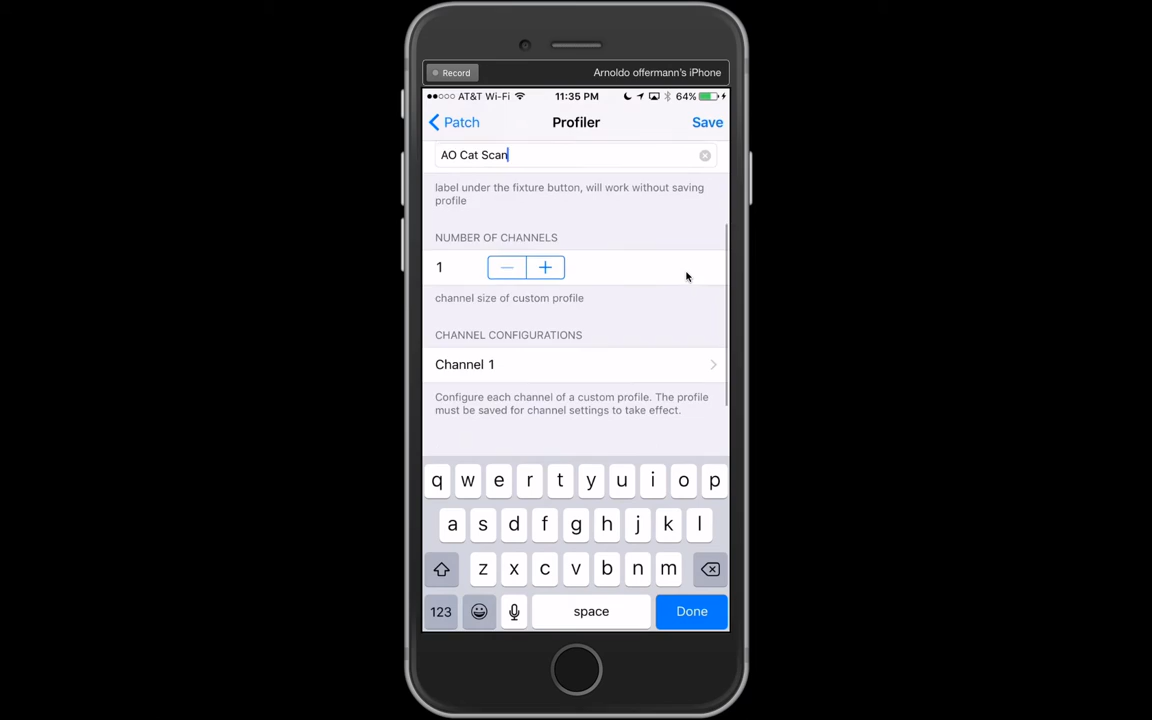 Record
Arnoldo offermann's iPhone
AT&T Wi-Fi
11:35 PM
64%
Patch
Profiler
Save
AO Cat Scan
label under the fixture button, will work without saving
profile
NUMBER OF CHANNELS
1
channel size of custom profile
CHANNEL CONFIGURATIONS
Channel 1
Configure each channel of a custom profile. The profile
must be saved for channel settings to take effect.
q w e r t y u i o p
a s d f g h j k l
z x c v b n m
123
space
Done